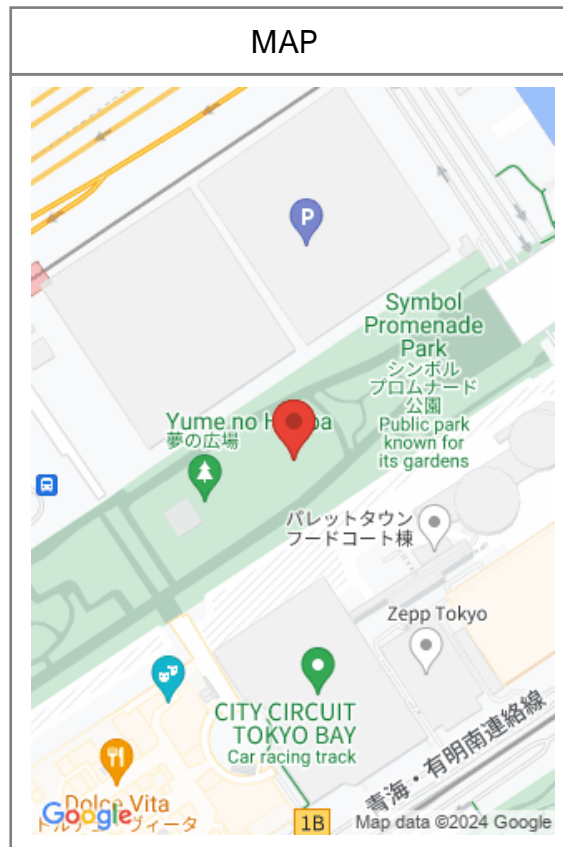 MAP
P
Symbol
Promenade
Park
シンボル
プロムナード
公園
Public park
known for
its gardens
Yume no
夢の広場
パレットタウン
フードコート棟
Zepp Tokyo
CITY CIRCUIT
TOKYO BAY
Car racing track
青海・有明南連絡線
Dolce Vita
Google
1B
Map data ©2024 Google